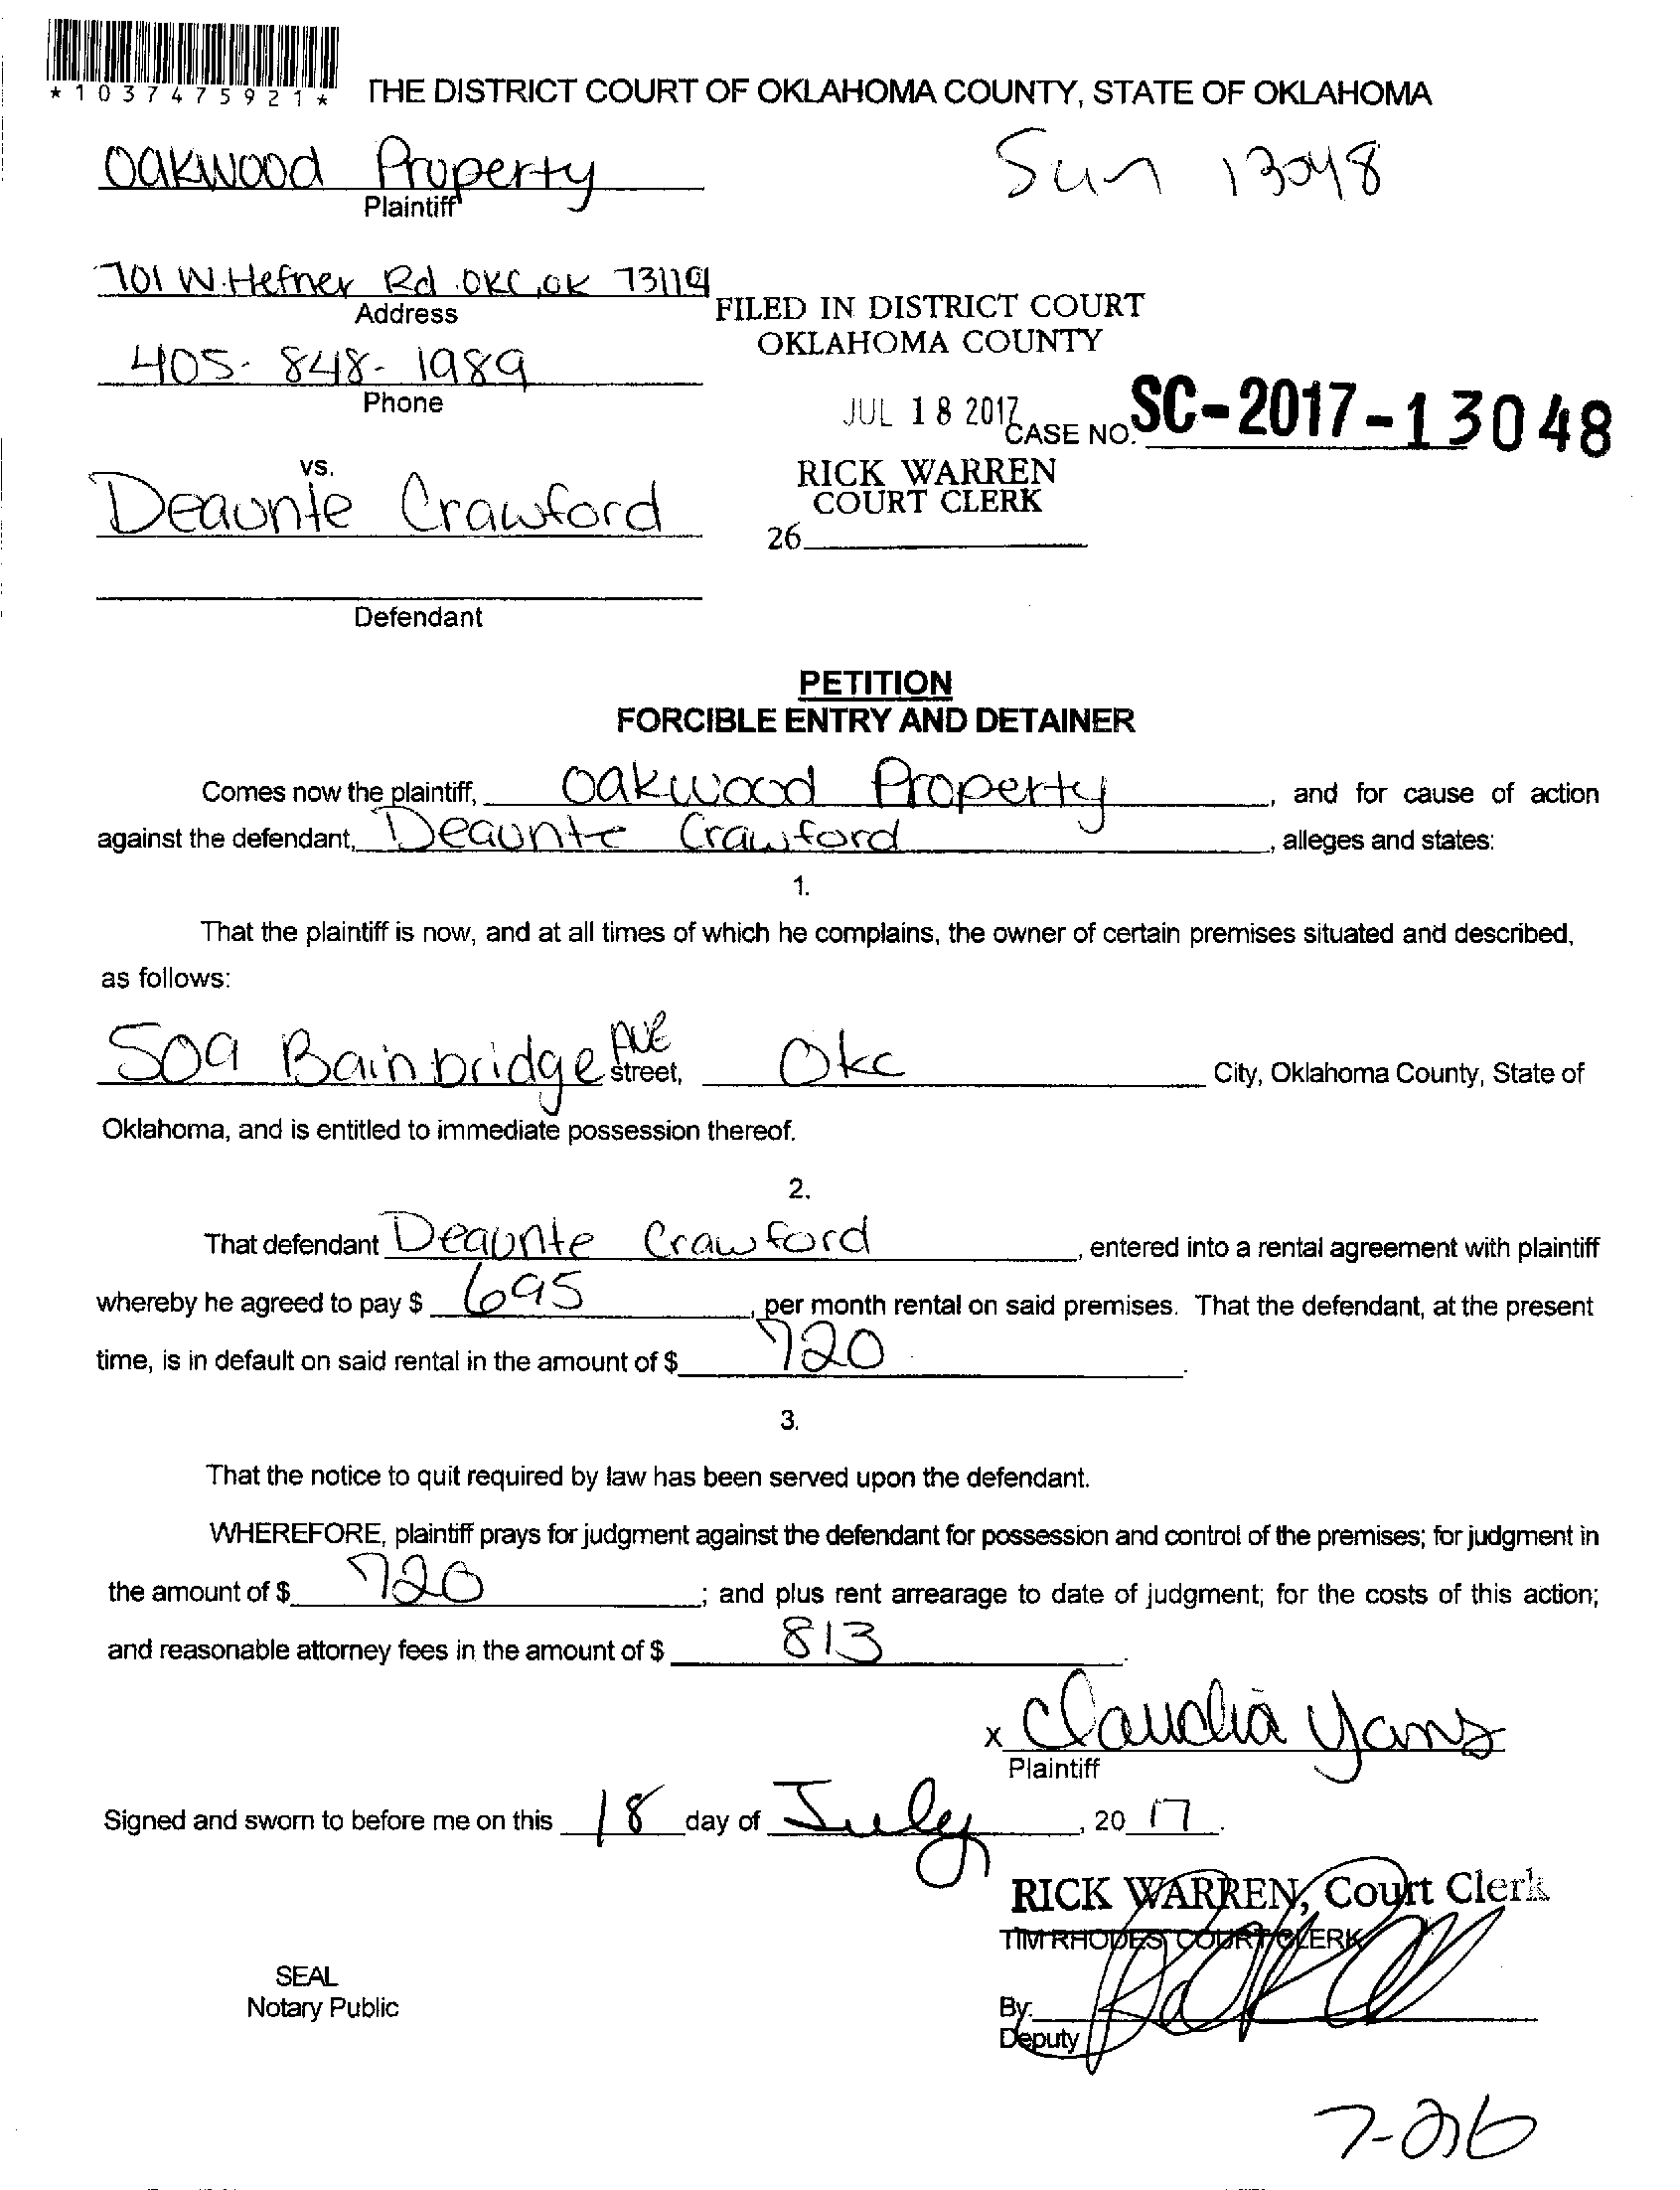 *1037475921*
THE DISTRICT COURT OF OKLAHOMA COUNTY, STATE OF OKLAHOMA
Oakwood Property
Plaintiff
Sun 13048
701 W. Hefner Rd. OKC, OK 73114
Address
FILED IN DISTRICT COURT
OKLAHOMA COUNTY
405-848-1989
Phone
JUL 18 2017
CASE NO. SC-2017-13048
vs.
RICK WARREN
COURT CLERK
Deaunte Crawford
26
Defendant
PETITION
FORCIBLE ENTRY AND DETAINER
Comes now the plaintiff, Oakwood Property, and for cause of action
against the defendant, Deaunte Crawford, alleges and states:
1.
That the plaintiff is now, and at all times of which he complains, the owner of certain premises situated and described,
as follows:
509 Bainbridge Ave street, Okc City, Oklahoma County, State of
Oklahoma, and is entitled to immediate possession thereof.
2.
That defendant Deaunte Crawford, entered into a rental agreement with plaintiff
whereby he agreed to pay $ 695, per month rental on said premises. That the defendant, at the present
time, is in default on said rental in the amount of $ 720.
3.
That the notice to quit required by law has been served upon the defendant.
WHEREFORE, plaintiff prays for judgment against the defendant for possession and control of the premises; for judgment in
the amount of $ 720; and plus rent arrearage to date of judgment; for the costs of this action;
and reasonable attorney fees in the amount of $ 813.
x Claudia Yams
Plaintiff
Signed and sworn to before me on this 18 day of July, 20 17.
RICK WARREN, Court Clerk
TIM RHODES COURT CLERK
SEAL
Notary Public
By:
Deputy
7-26